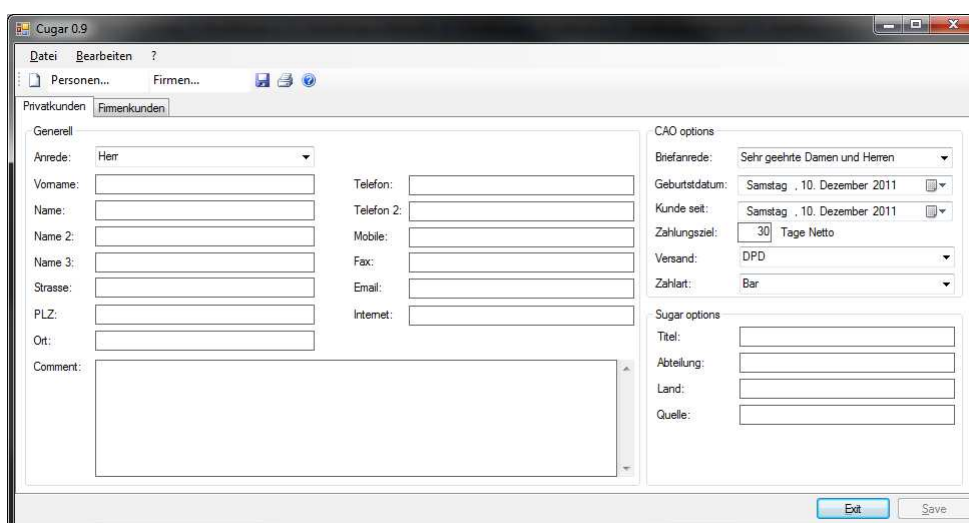 Cugar 0.9
Datei Bearbeiten ?
Personen... Firmen...
Privatkunden Firmenkunden
Generell
Anrede: Herr
Vorname:
Name:
Name 2:
Name 3:
Strasse:
PLZ:
Ort:
Comment:
Telefon:
Telefon 2:
Mobile:
Fax:
Email:
Internet:
CAO options
Briefanrede: Sehr geehrte Damen und Herren
Geburtstdatum: Samstag , 10. Dezember 2011
Kunde seit: Samstag , 10. Dezember 2011
Zahlungsziel: 30 Tage Netto
Versand: DPD
Zahlart: Bar
Sugar options
Titel:
Abteilung:
Land:
Quelle:
Exit Save